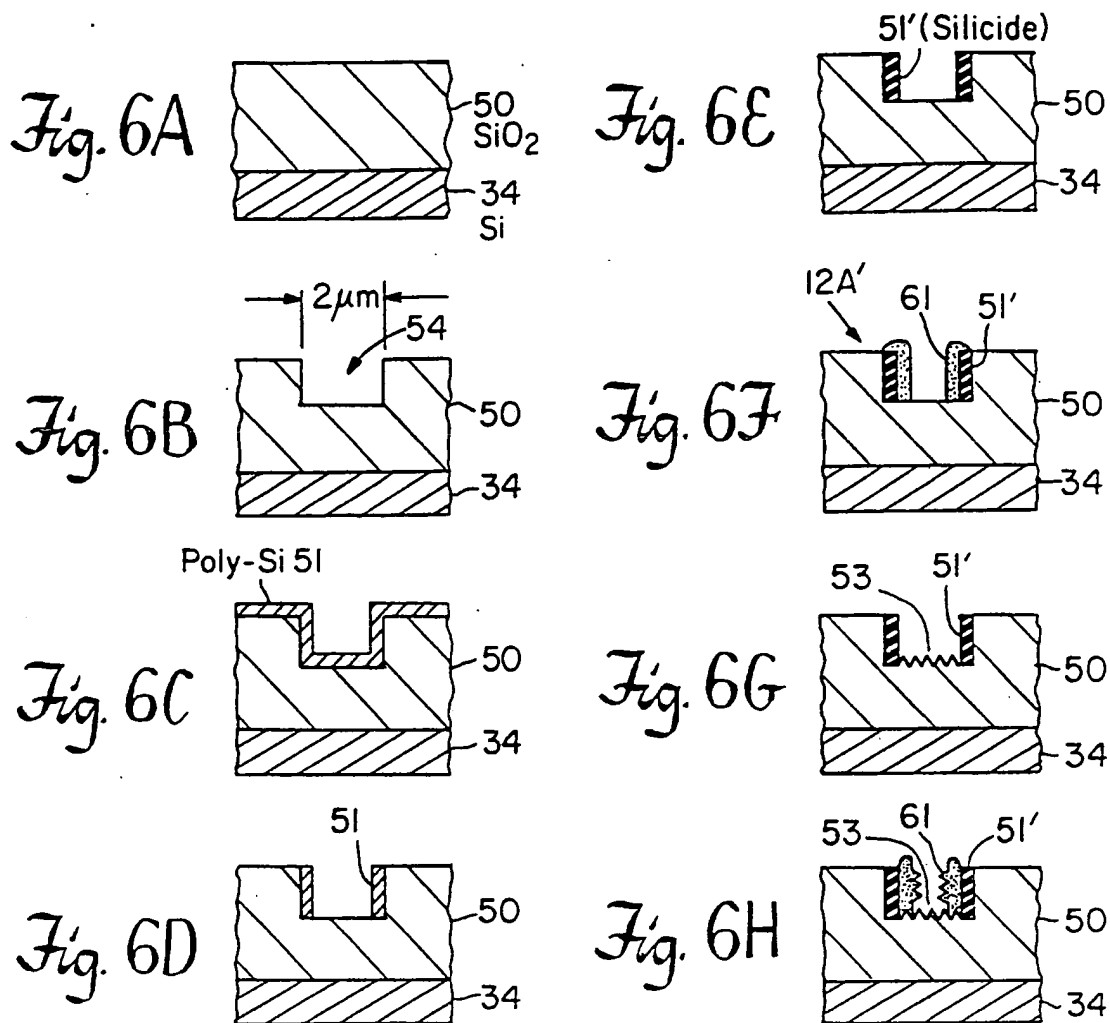 Fig. 6A
50
SiO2
34
Si
Fig. 6B
2μm
54
50
34
Fig. 6C
Poly-Si 51
50
34
Fig. 6D
51
50
34
Fig. 6E
51′(Silicide)
50
34
Fig. 6F
12A′
61
51′
50
34
Fig. 6G
53
51′
50
34
Fig. 6H
53
61
51′
50
34